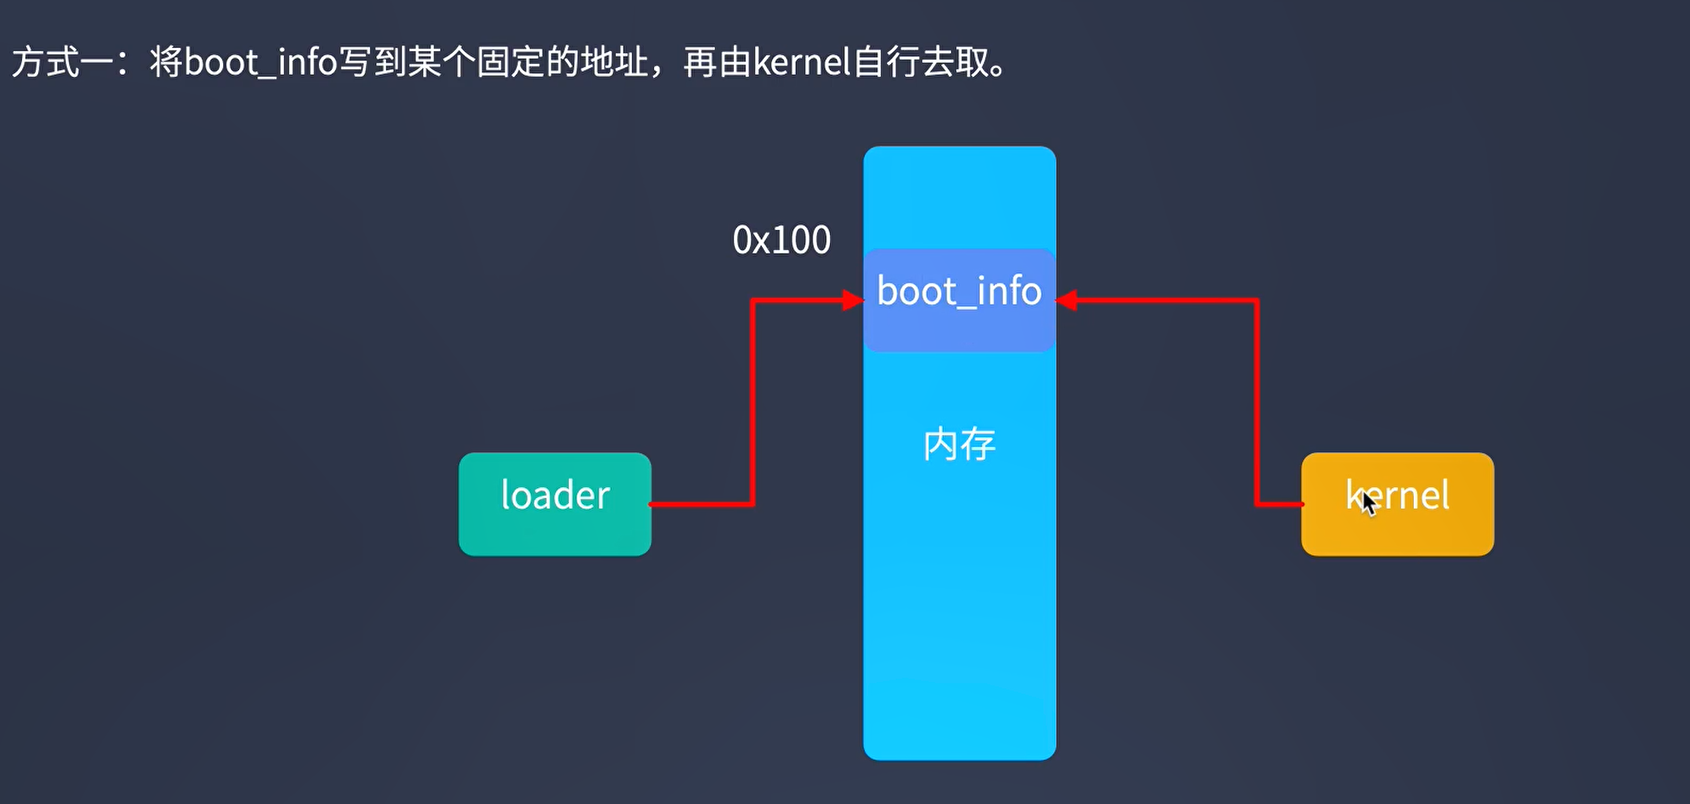 方式一：将boot_info写到某个固定的地址，再由kernel自行去取。
0x100
boot_info
内存
loader
kernel